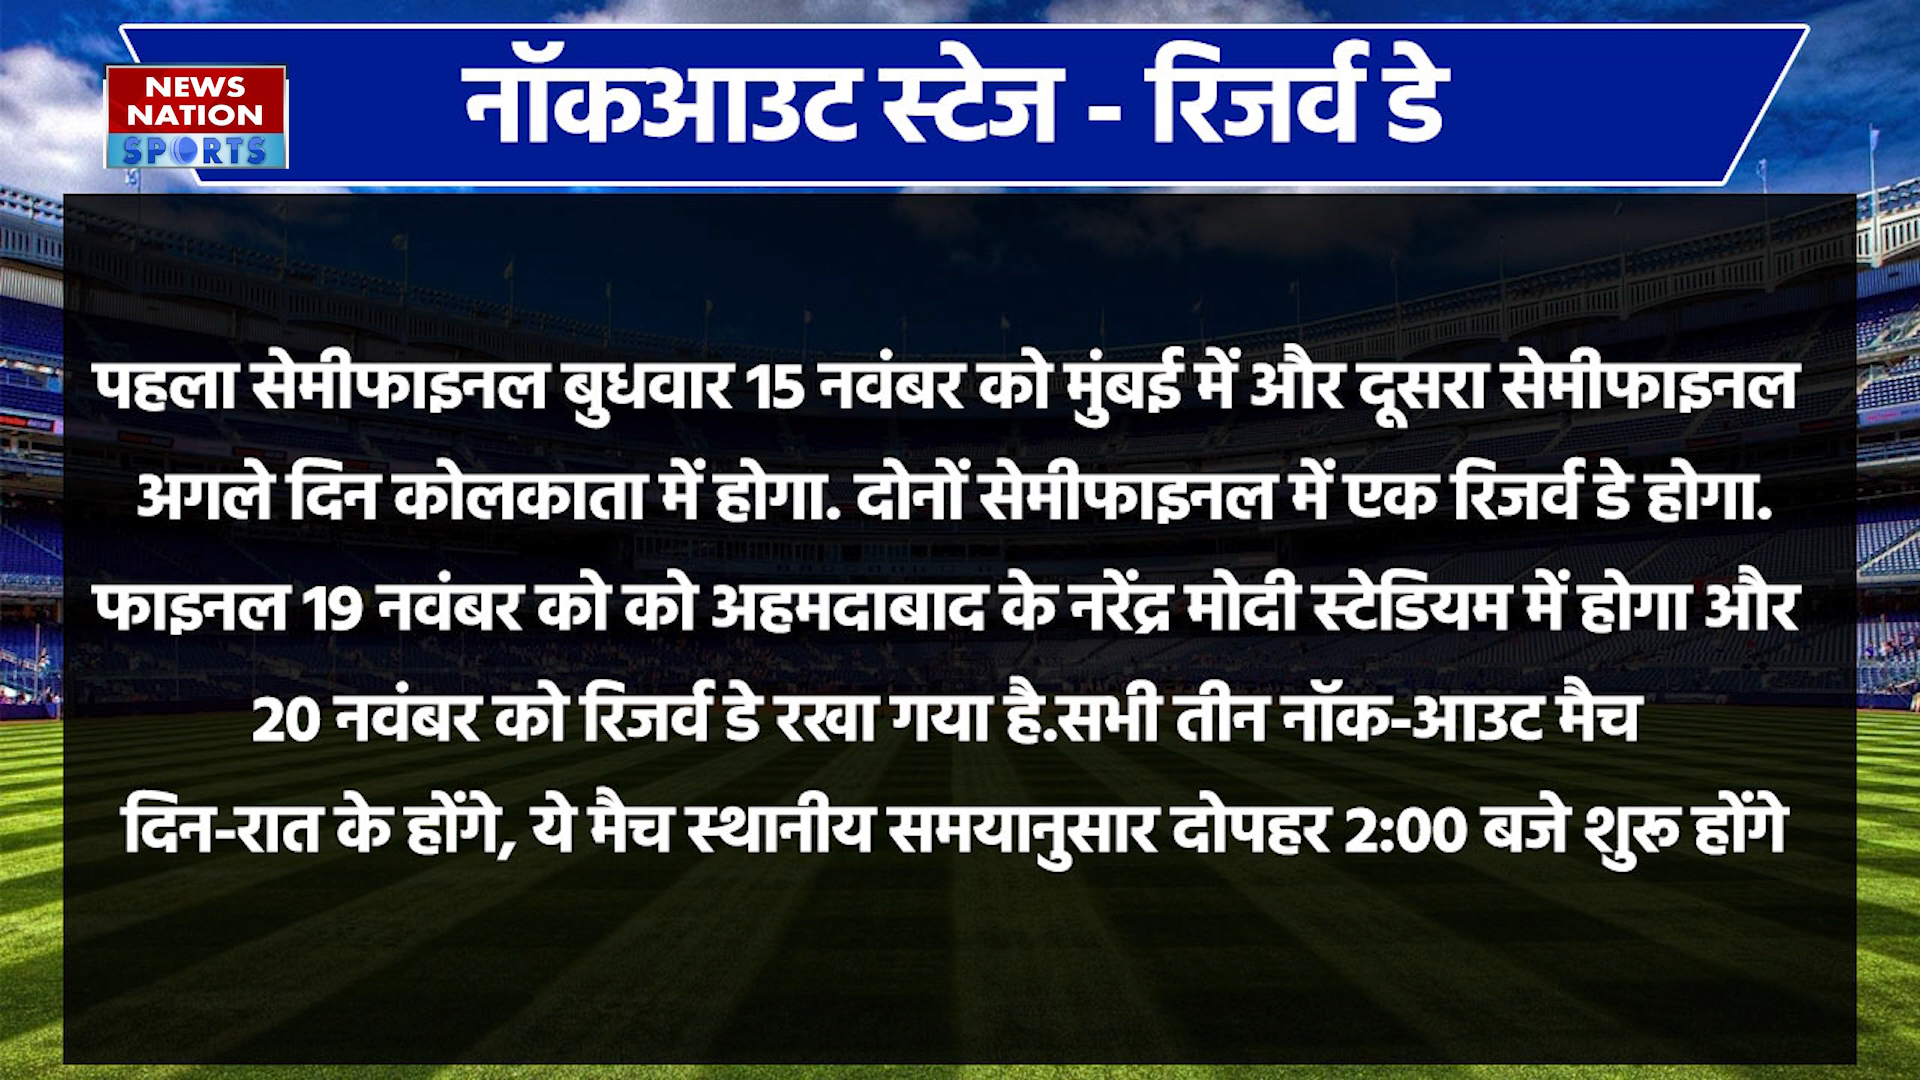 नॉकआउट स्टेज - रिजर्व डे
NEWS
NATION
SPORTS
पहला सेमीफाइनल बुधवार 15 नवंबर को मुंबई में और दूसरा सेमीफाइनल
अगले दिन कोलकाता में होगा. दोनों सेमीफाइनल में एक रिजर्व डे होगा.
फाइनल 19 नवंबर को को अहमदाबाद के नरेंद्र मोदी स्टेडियम में होगा और
20 नवंबर को रिजर्व डे रखा गया है.सभी तीन नॉक-आउट मैच
दिन-रात के होंगे, ये मैच स्थानीय समयानुसार दोपहर 2:00 बजे शुरू होंगे